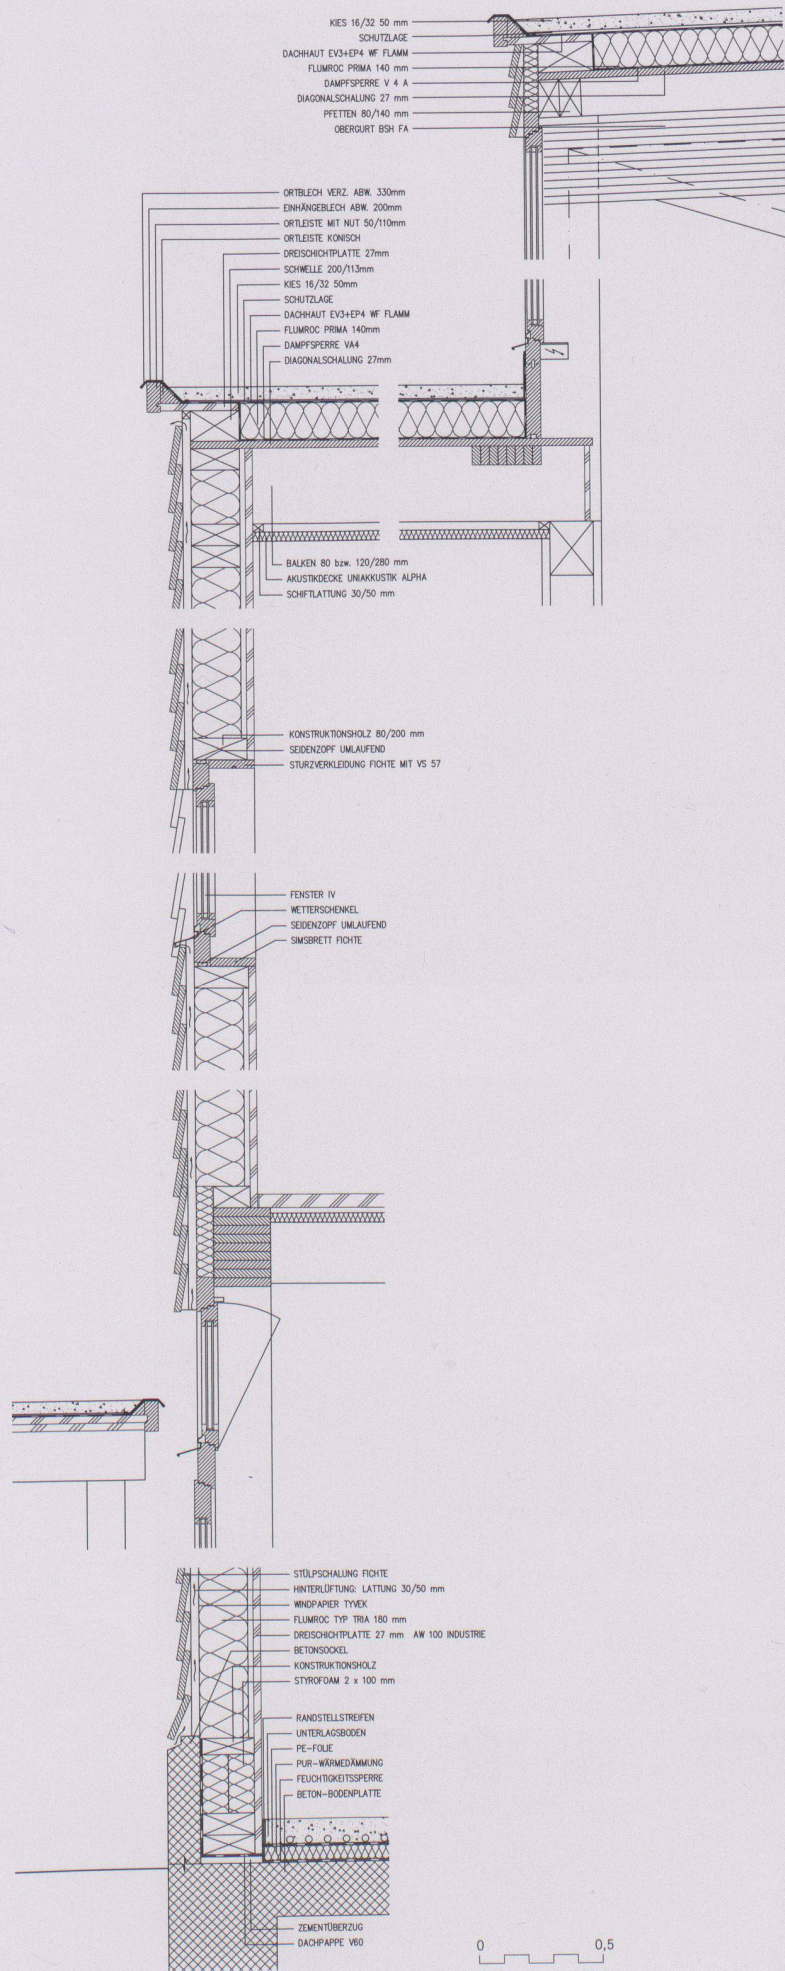 KIES 16/32 50 mm
SCHUTZLAGE
DACHHAUT EV3+EP4 WF FLAMM
FLUMROC PRIMA 140 mm
DAMPFSPERRE V 4 A
DIAGONALSCHALUNG 27 mm
PFETTEN 80/140 mm
OBERGURT BSH FA
ORTBLECH VERZ. ABW. 330mm
EINHÄNGEBLECH ABW. 200mm
ORTLEISTE MIT NUT 50/110mm
ORTLEISTE KONISCH
DREISCHICHTPLATTE 27mm
SCHWELLE 200/113mm
KIES 16/32 50mm
SCHUTZLAGE
DACHHAUT EV3+EP4 WF FLAMM
FLUMROC PRIMA 140mm
DAMPFSPERRE VA4
DIAGONALSCHALUNG 27mm
BALKEN 80 bzw. 120/280 mm
AKUSTIKDECKE UNIAKKUSTIK ALPHA
SCHIFTLATTUNG 30/50 mm
KONSTRUKTIONSHOLZ 80/200 mm
SEIDENZOPF UMLAUFEND
STURZVERKLEIDUNG FICHTE MIT VS 57
FENSTER IV
WETTERSCHENKEL
SEIDENZOPF UMLAUFEND
SIMSBRETT FICHTE
STÜLPSCHALUNG FICHTE
HINTERLÜFTUNG: LATTUNG 30/50 mm
WINDPAPIER TYVEK
FLUMROC TYP TRIA 180 mm
DREISCHICHTPLATTE 27 mm AW 100 INDUSTRIE
BETONSOCKEL
KONSTRUKTIONSHOLZ
STYROFOAM 2 x 100 mm
RANDSTELLSTREIFEN
UNTERLAGSBODEN
PE-FOLIE
PUR-WÄRMEDÄMMUNG
FEUCHTIGKEITSSPERRE
BETON-BODENPLATTE
ZEMENTÜBERZUG
DACHPAPPE V60
0 0,5